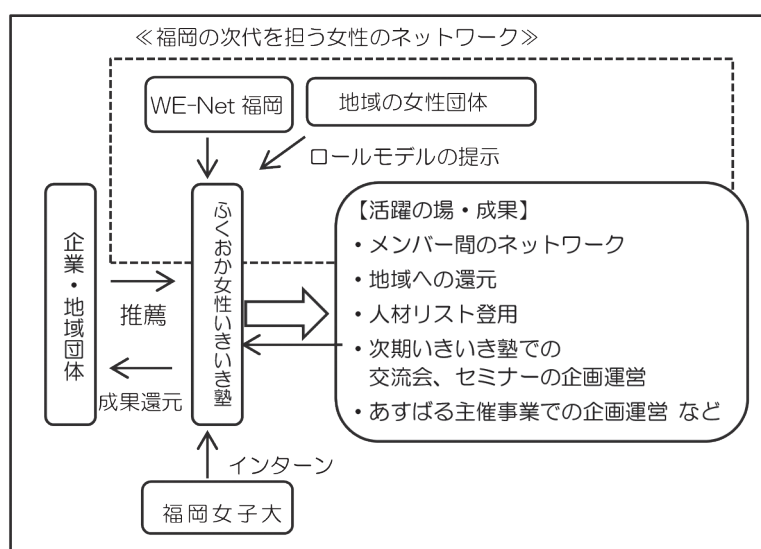 ≪福岡の次代を担う女性のネットワーク≫
WE-Net 福岡
地域の女性団体
ロールモデルの提示
企業・地域団体
推薦
成果還元
ふくおか女性いきいき塾
【活躍の場・成果】
・メンバー間のネットワーク
・地域への還元
・人材リスト登用
・次期いきいき塾での
交流会、セミナーの企画運営
・あすばる主催事業での企画運営 など
インターン
福岡女子大